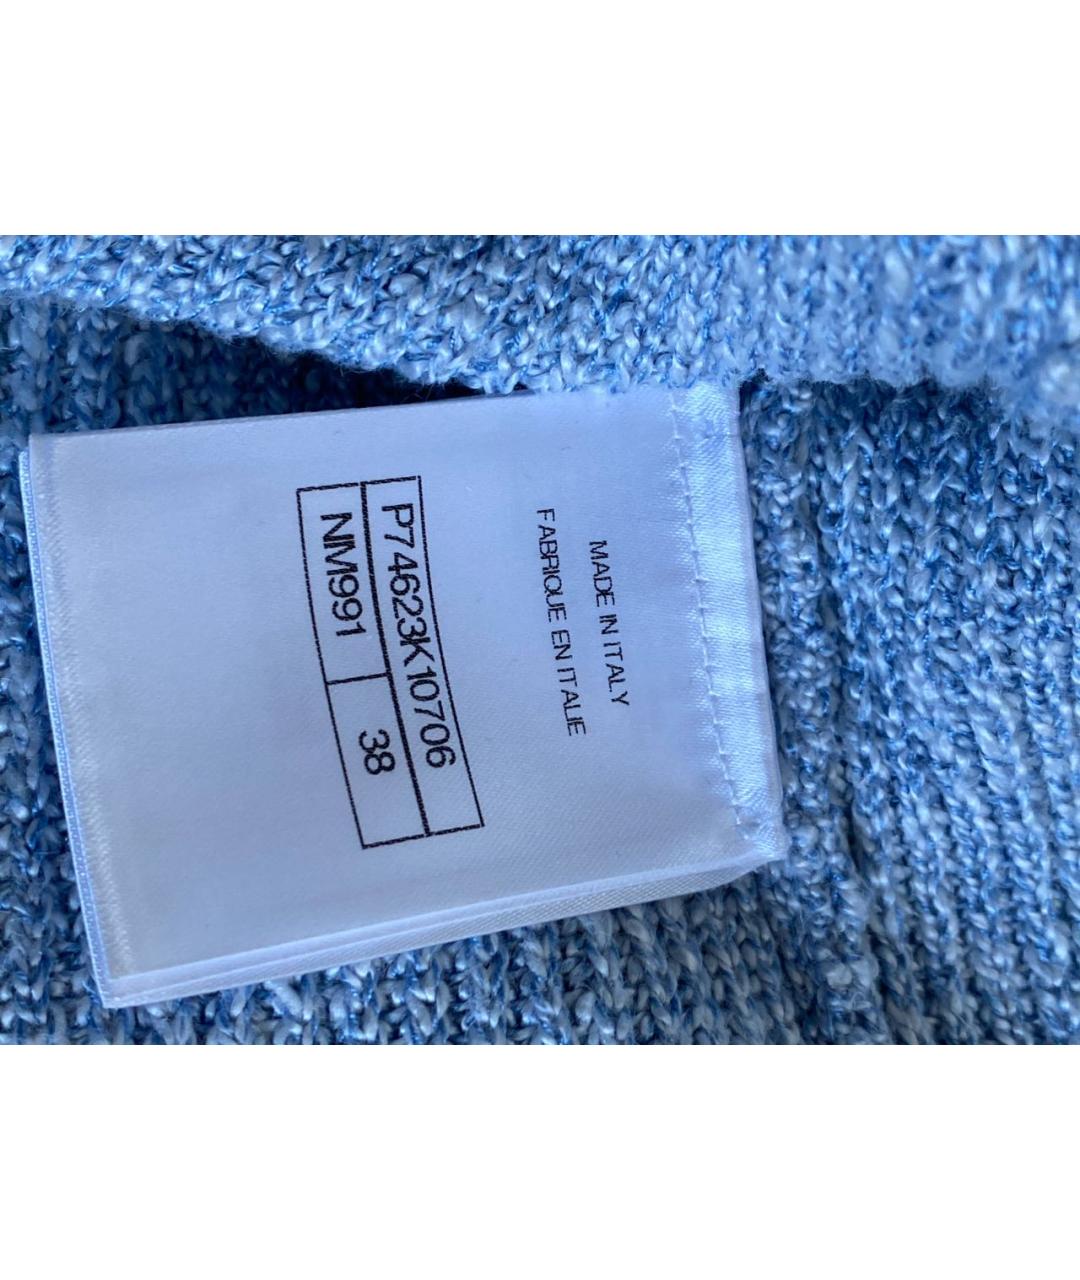 MADE IN ITALY
FABRIQUE EN ITALIE
P74623K10706
NM991
38